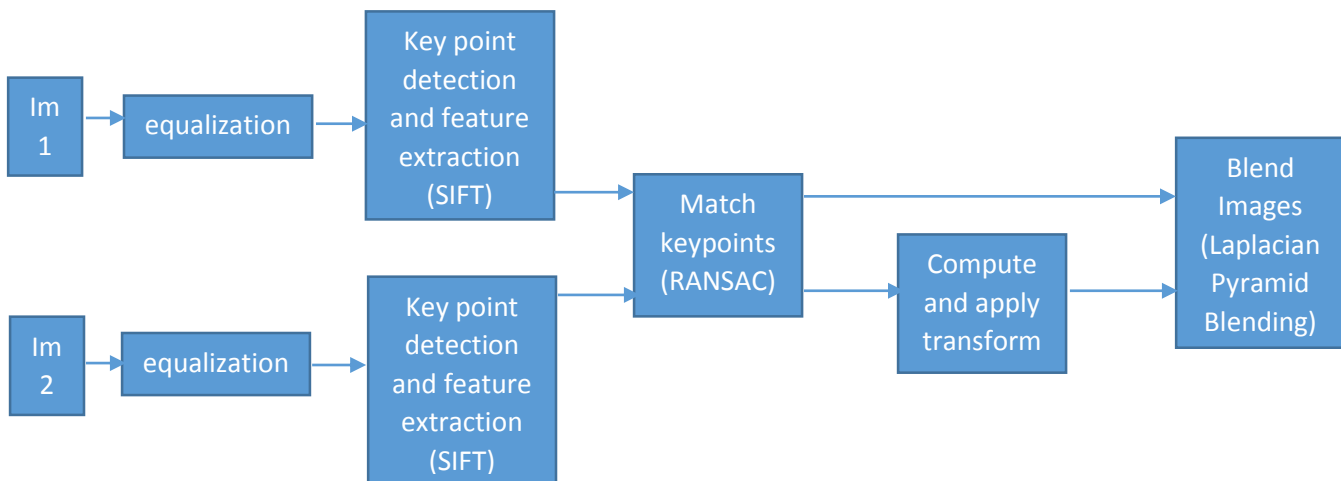 Im
1
equalization
Key point
detection
and feature
extraction
(SIFT)
Im
2
equalization
Key point
detection
and feature
extraction
(SIFT)
Match
keypoints
(RANSAC)
Compute
and apply
transform
Blend
Images
(Laplacian
Pyramid
Blending)